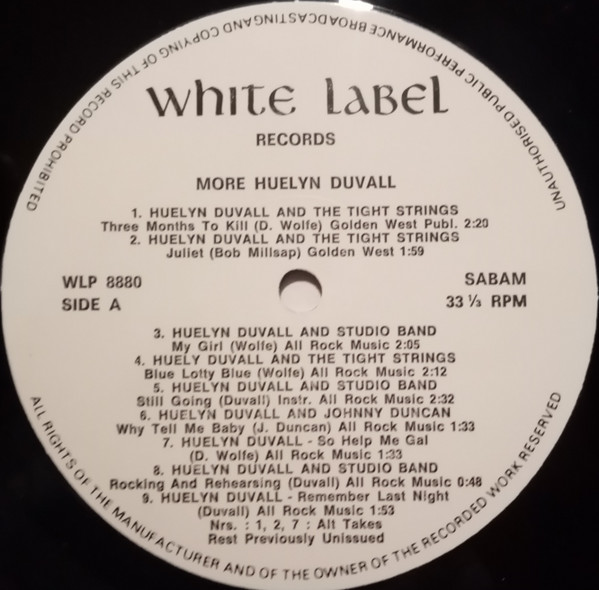 UNAUTHORISED PUBLIC PERFORMANCE BROADCASTING AND COPYING OF THIS RECORD PROHIBITED
White Label
RECORDS
MORE HUELYN DUVALL
1. HUELYN DUVALL AND THE TIGHT STRINGS
Three Months To Kill (D. Wolfe) Golden West Publ. 2:20
2. HUELYN DUVALL AND THE TIGHT STRINGS
Juliet (Bob Millsap) Golden West 1:59
WLP 8880
SIDE A
SABAM
33 ⅓ RPM
3. HUELYN DUVALL AND STUDIO BAND
My Girl (Wolfe) All Rock Music 2:05
4. HUELY DUVALL AND THE TIGHT STRINGS
Blue Lotty Blue (Wolfe) All Rock Music 2:12
5. HUELYN DUVALL AND STUDIO BAND
Still Going (Duvall) Instr. All Rock Music 2:32
6. HUELYN DUVALL AND JOHNNY DUNCAN
Why Tell Me Baby (J. Duncan) All Rock Music 1:33
7. HUELYN DUVALL - So Help Me Gal
(D. Wolfe) All Rock Music 1:33
8. HUELYN DUVALL AND STUDIO BAND
Rocking And Rehearsing (Duvall) All Rock Music 0:48
9. HUELYN DUVALL - Remember Last Night
(Duvall) All Rock Music 1:53
Nrs. : 1, 2, 7 : Alt Takes
Rest Previously Unissued
ALL RIGHTS OF THE MANUFACTURER AND OF THE OWNER OF THE RECORDED WORK RESERVED